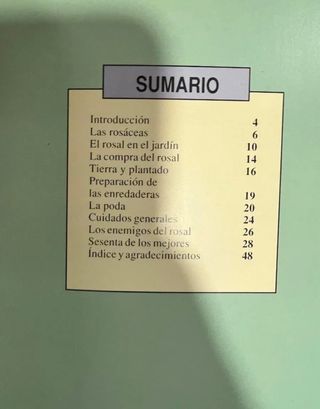 SUMARIO
Introducción 4
Las rosáceas 6
El rosal en el jardín 10
La compra del rosal 14
Tierra y plantado 16
Preparación de
las enredaderas 19
La poda 20
Cuidados generales 24
Los enemigos del rosal 26
Sesenta de los mejores 28
Índice y agradecimientos 48